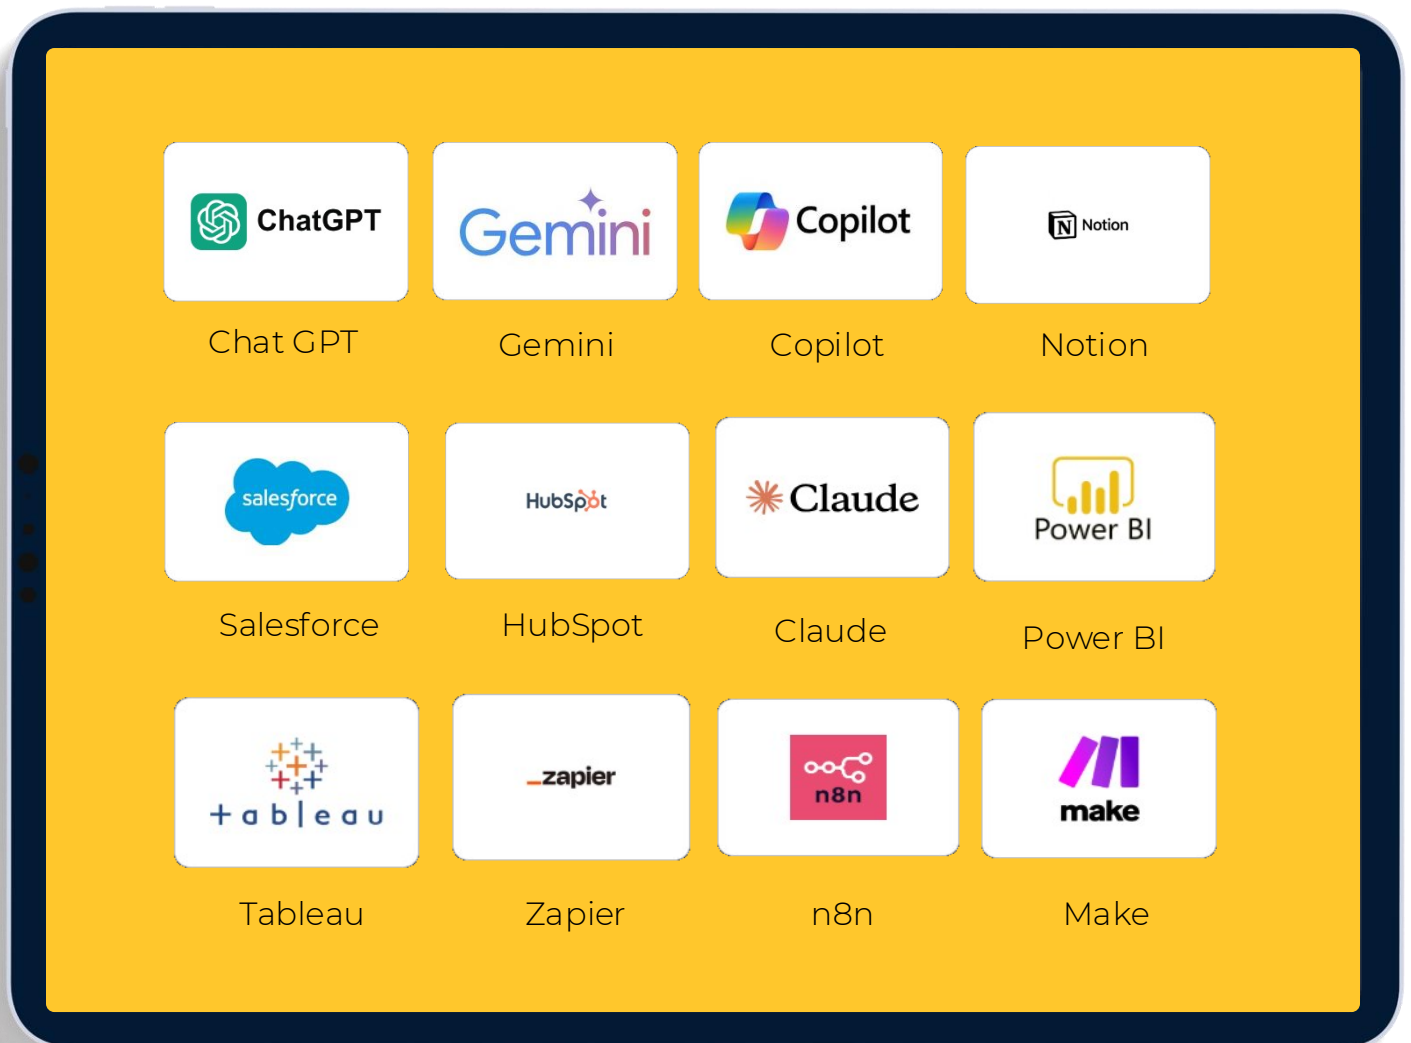 ChatGPT
Gemini
Copilot
Notion
Chat GPT
Gemini
Copilot
Notion
salesforce
HubSpot
Claude
Power BI
Salesforce
HubSpot
Claude
Power BI
+ableau
zapier
n8n
make
Tableau
Zapier
n8n
Make